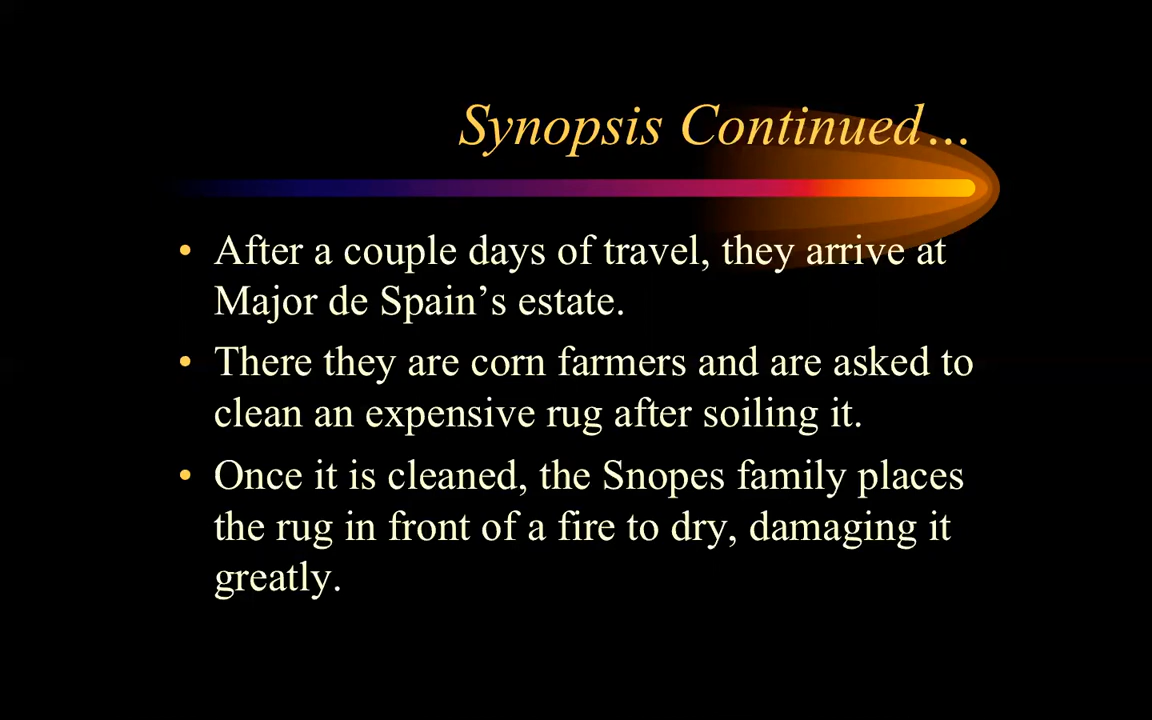 Synopsis Continued…
• After a couple days of travel, they arrive at
Major de Spain’s estate.
• There they are corn farmers and are asked to
clean an expensive rug after soiling it.
• Once it is cleaned, the Snopes family places
the rug in front of a fire to dry, damaging it
greatly.